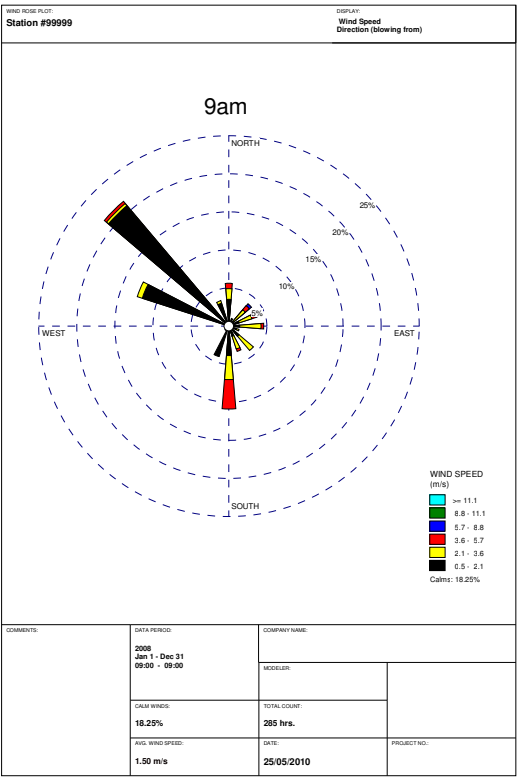 WIND ROSE PLOT:
Station #99999
DISPLAY:
Wind Speed
Direction (blowing from)
9am
NORTH
25%
20%
15%
10%
5%
WEST
EAST
SOUTH
WIND SPEED
(m/s)
>= 11.1
8.8 - 11.1
5.7 - 8.8
3.6 - 5.7
2.1 - 3.6
0.5 - 2.1
Calms: 18.25%
COMMENTS:
DATA PERIOD:
2008
Jan 1 - Dec 31
09:00 - 09:00
COMPANY NAME:
MODELER:
CALM WINDS:
18.25%
TOTAL COUNT:
285 hrs.
AVG. WIND SPEED:
1.50 m/s
DATE:
25/05/2010
PROJECT NO.: